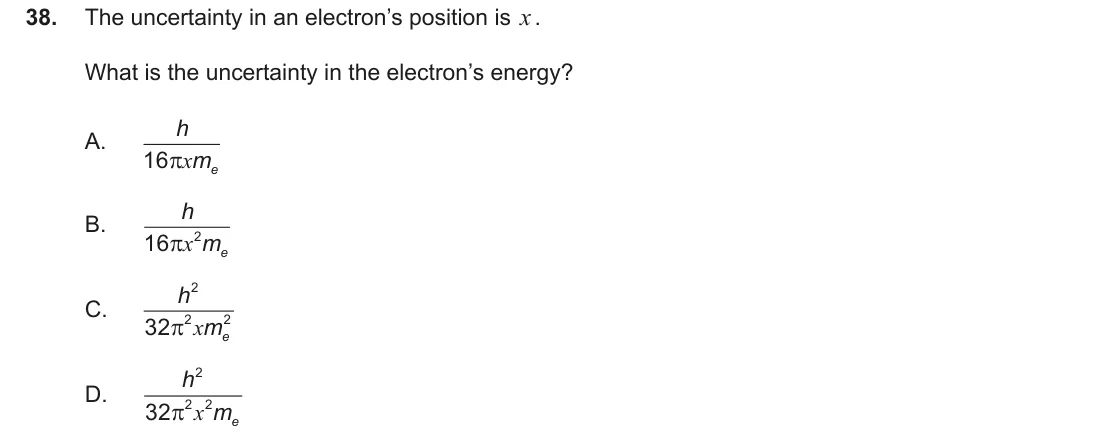 38. The uncertainty in an electron’s position is x.
What is the uncertainty in the electron’s energy?
A. h
16πxmₑ
B. h
16πx²mₑ
C. h²
32π²xmₑ²
D. h²
32π²x²mₑ